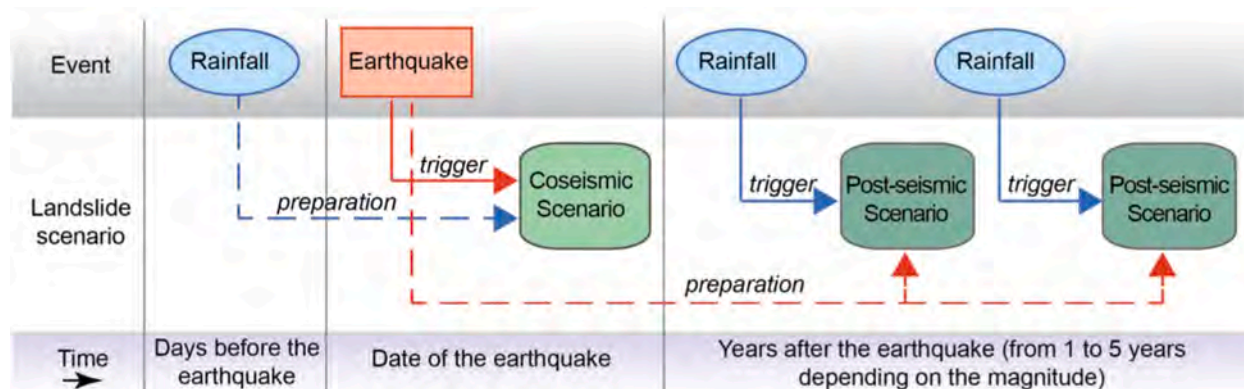 Event
Rainfall
Earthquake
Rainfall
Rainfall
Landslide
scenario
trigger
preparation
Coseismic
Scenario
trigger
Post-seismic
Scenario
trigger
Post-seismic
Scenario
preparation
Time
Days before the
earthquake
Date of the earthquake
Years after the earthquake (from 1 to 5 years
depending on the magnitude)